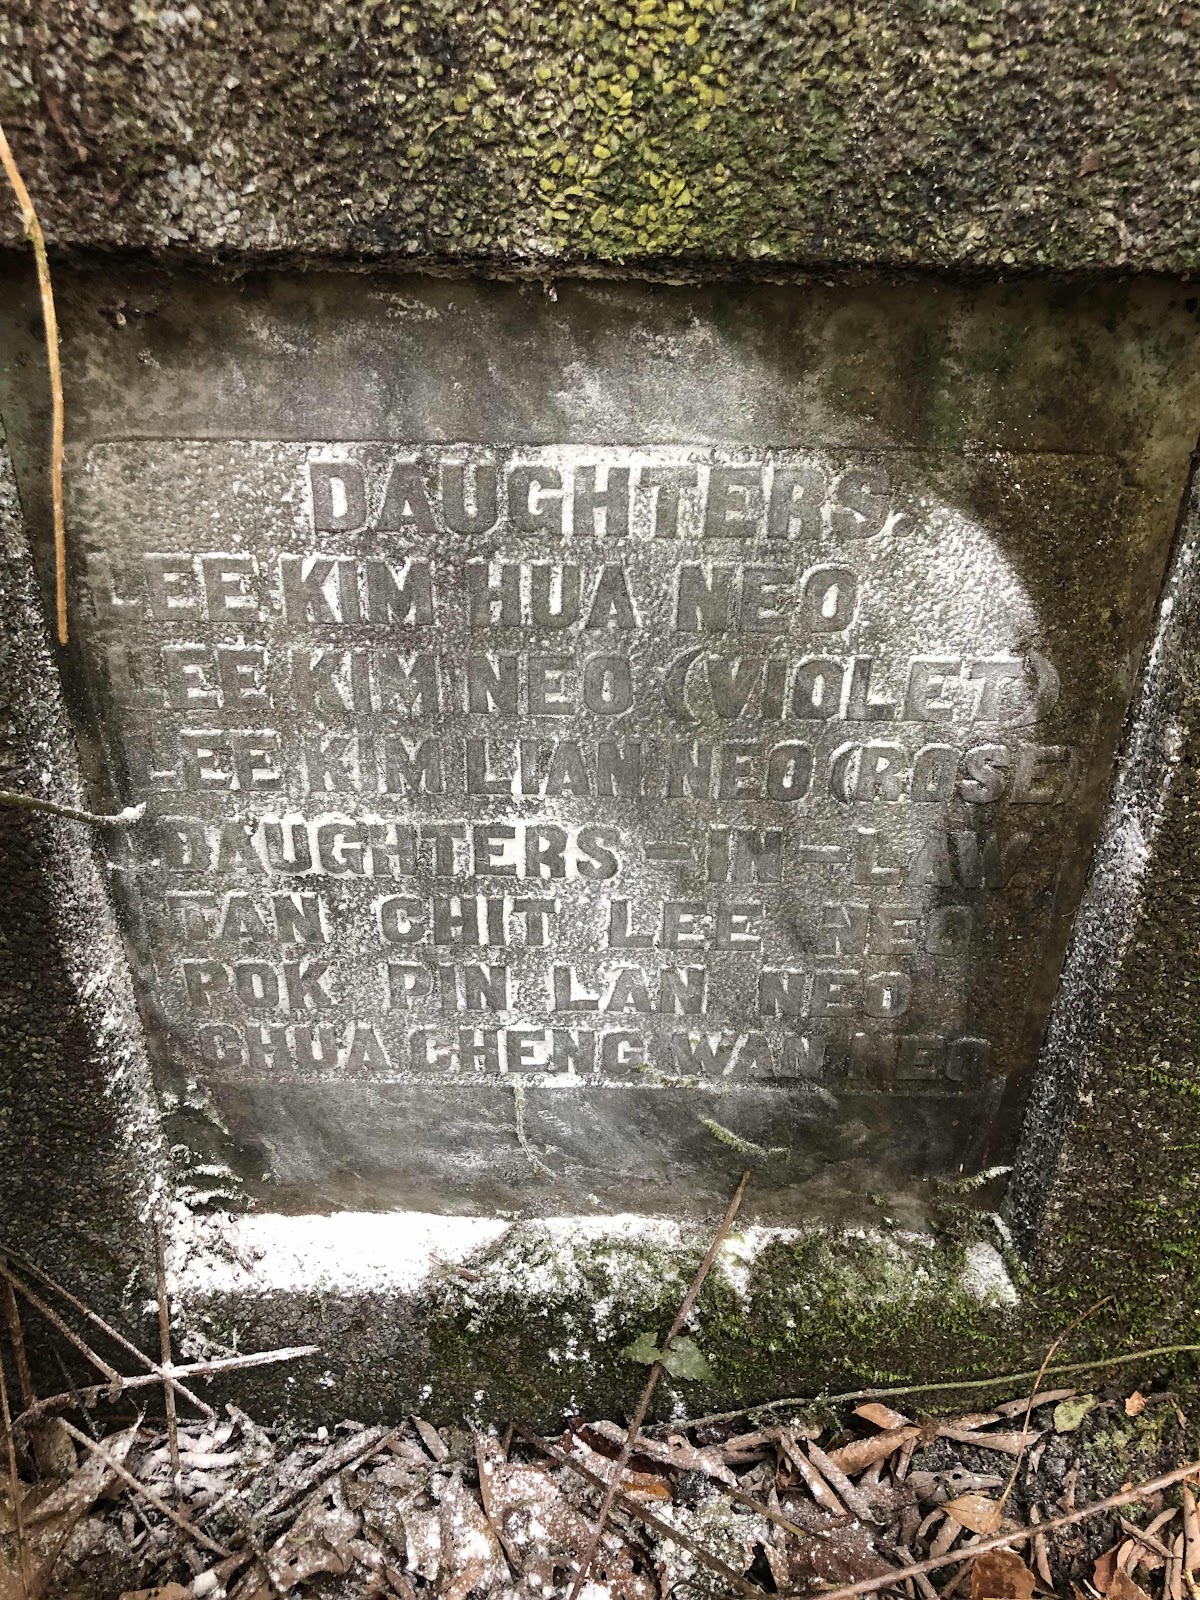 DAUGHTERS
LEE KIM HUA NEO
LEE KIM NEO (VIOLET)
LEE KIM LIAN NEO (ROSE)
DAUGHTERS-IN-LAW
TAN CHIT LEE NEO
POK PIN LAN NEO
CHUA CHENG WAN NEO